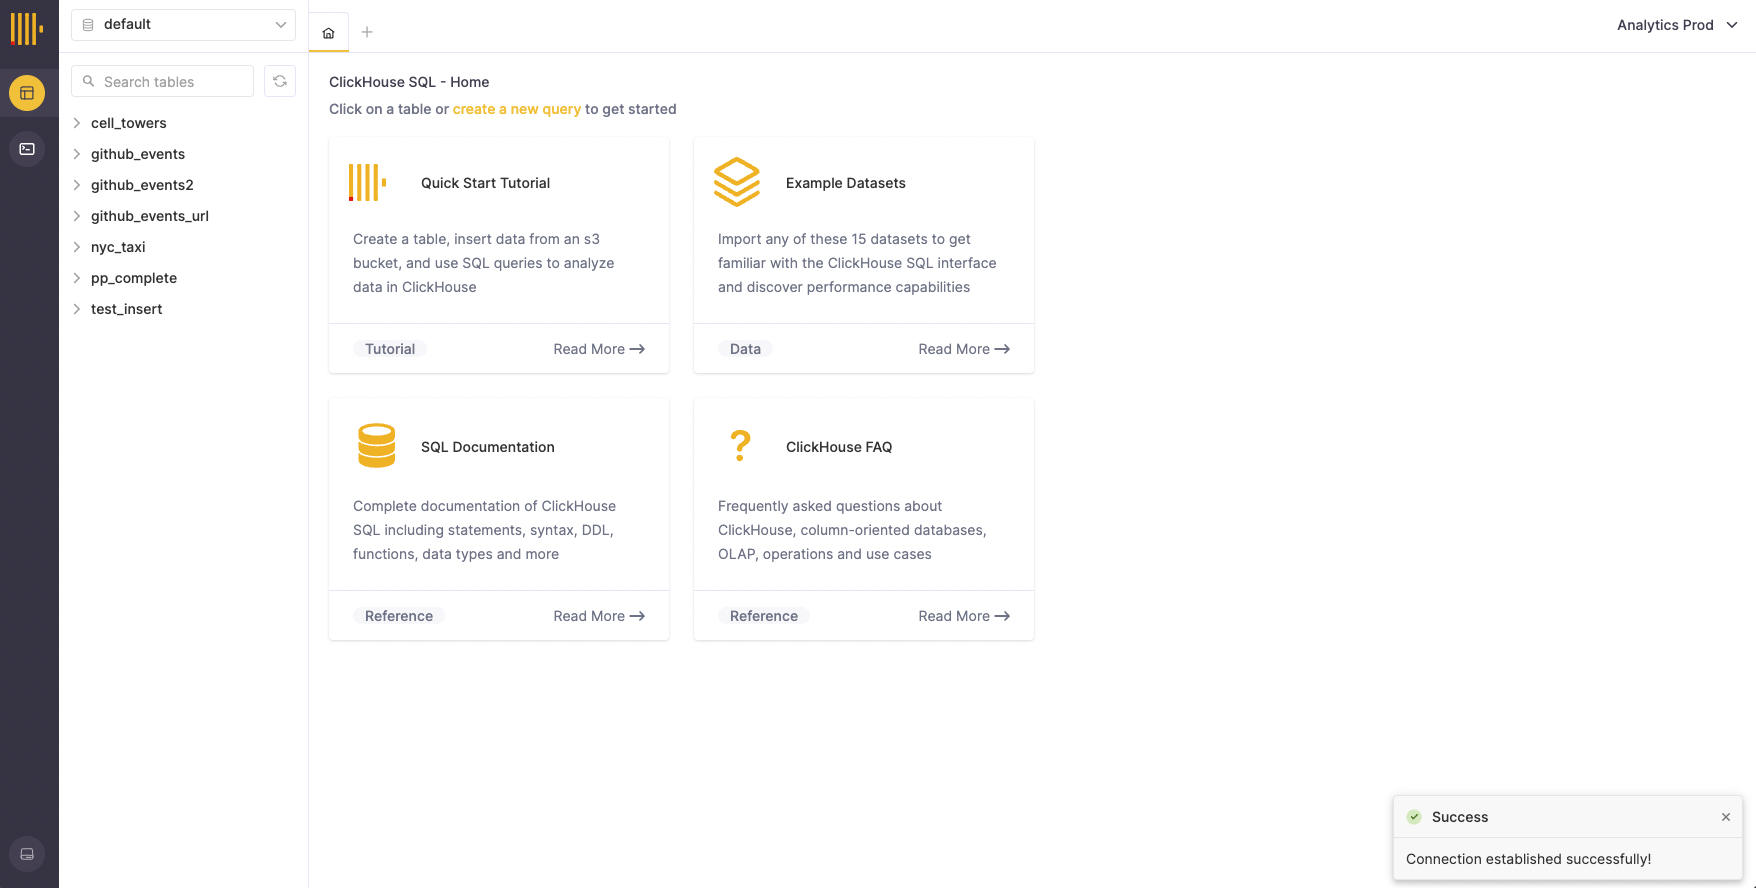 default
Search tables
cell_towers
github_events
github_events2
github_events_url
nyc_taxi
pp_complete
test_insert
Analytics Prod
ClickHouse SQL - Home
Click on a table or create a new query to get started
Quick Start Tutorial
Create a table, insert data from an s3
bucket, and use SQL queries to analyze
data in ClickHouse
Tutorial
Read More
Example Datasets
Import any of these 15 datasets to get
familiar with the ClickHouse SQL interface
and discover performance capabilities
Data
Read More
SQL Documentation
Complete documentation of ClickHouse
SQL including statements, syntax, DDL,
functions, data types and more
Reference
Read More
ClickHouse FAQ
Frequently asked questions about
ClickHouse, column-oriented databases,
OLAP, operations and use cases
Reference
Read More
Success
Connection established successfully!